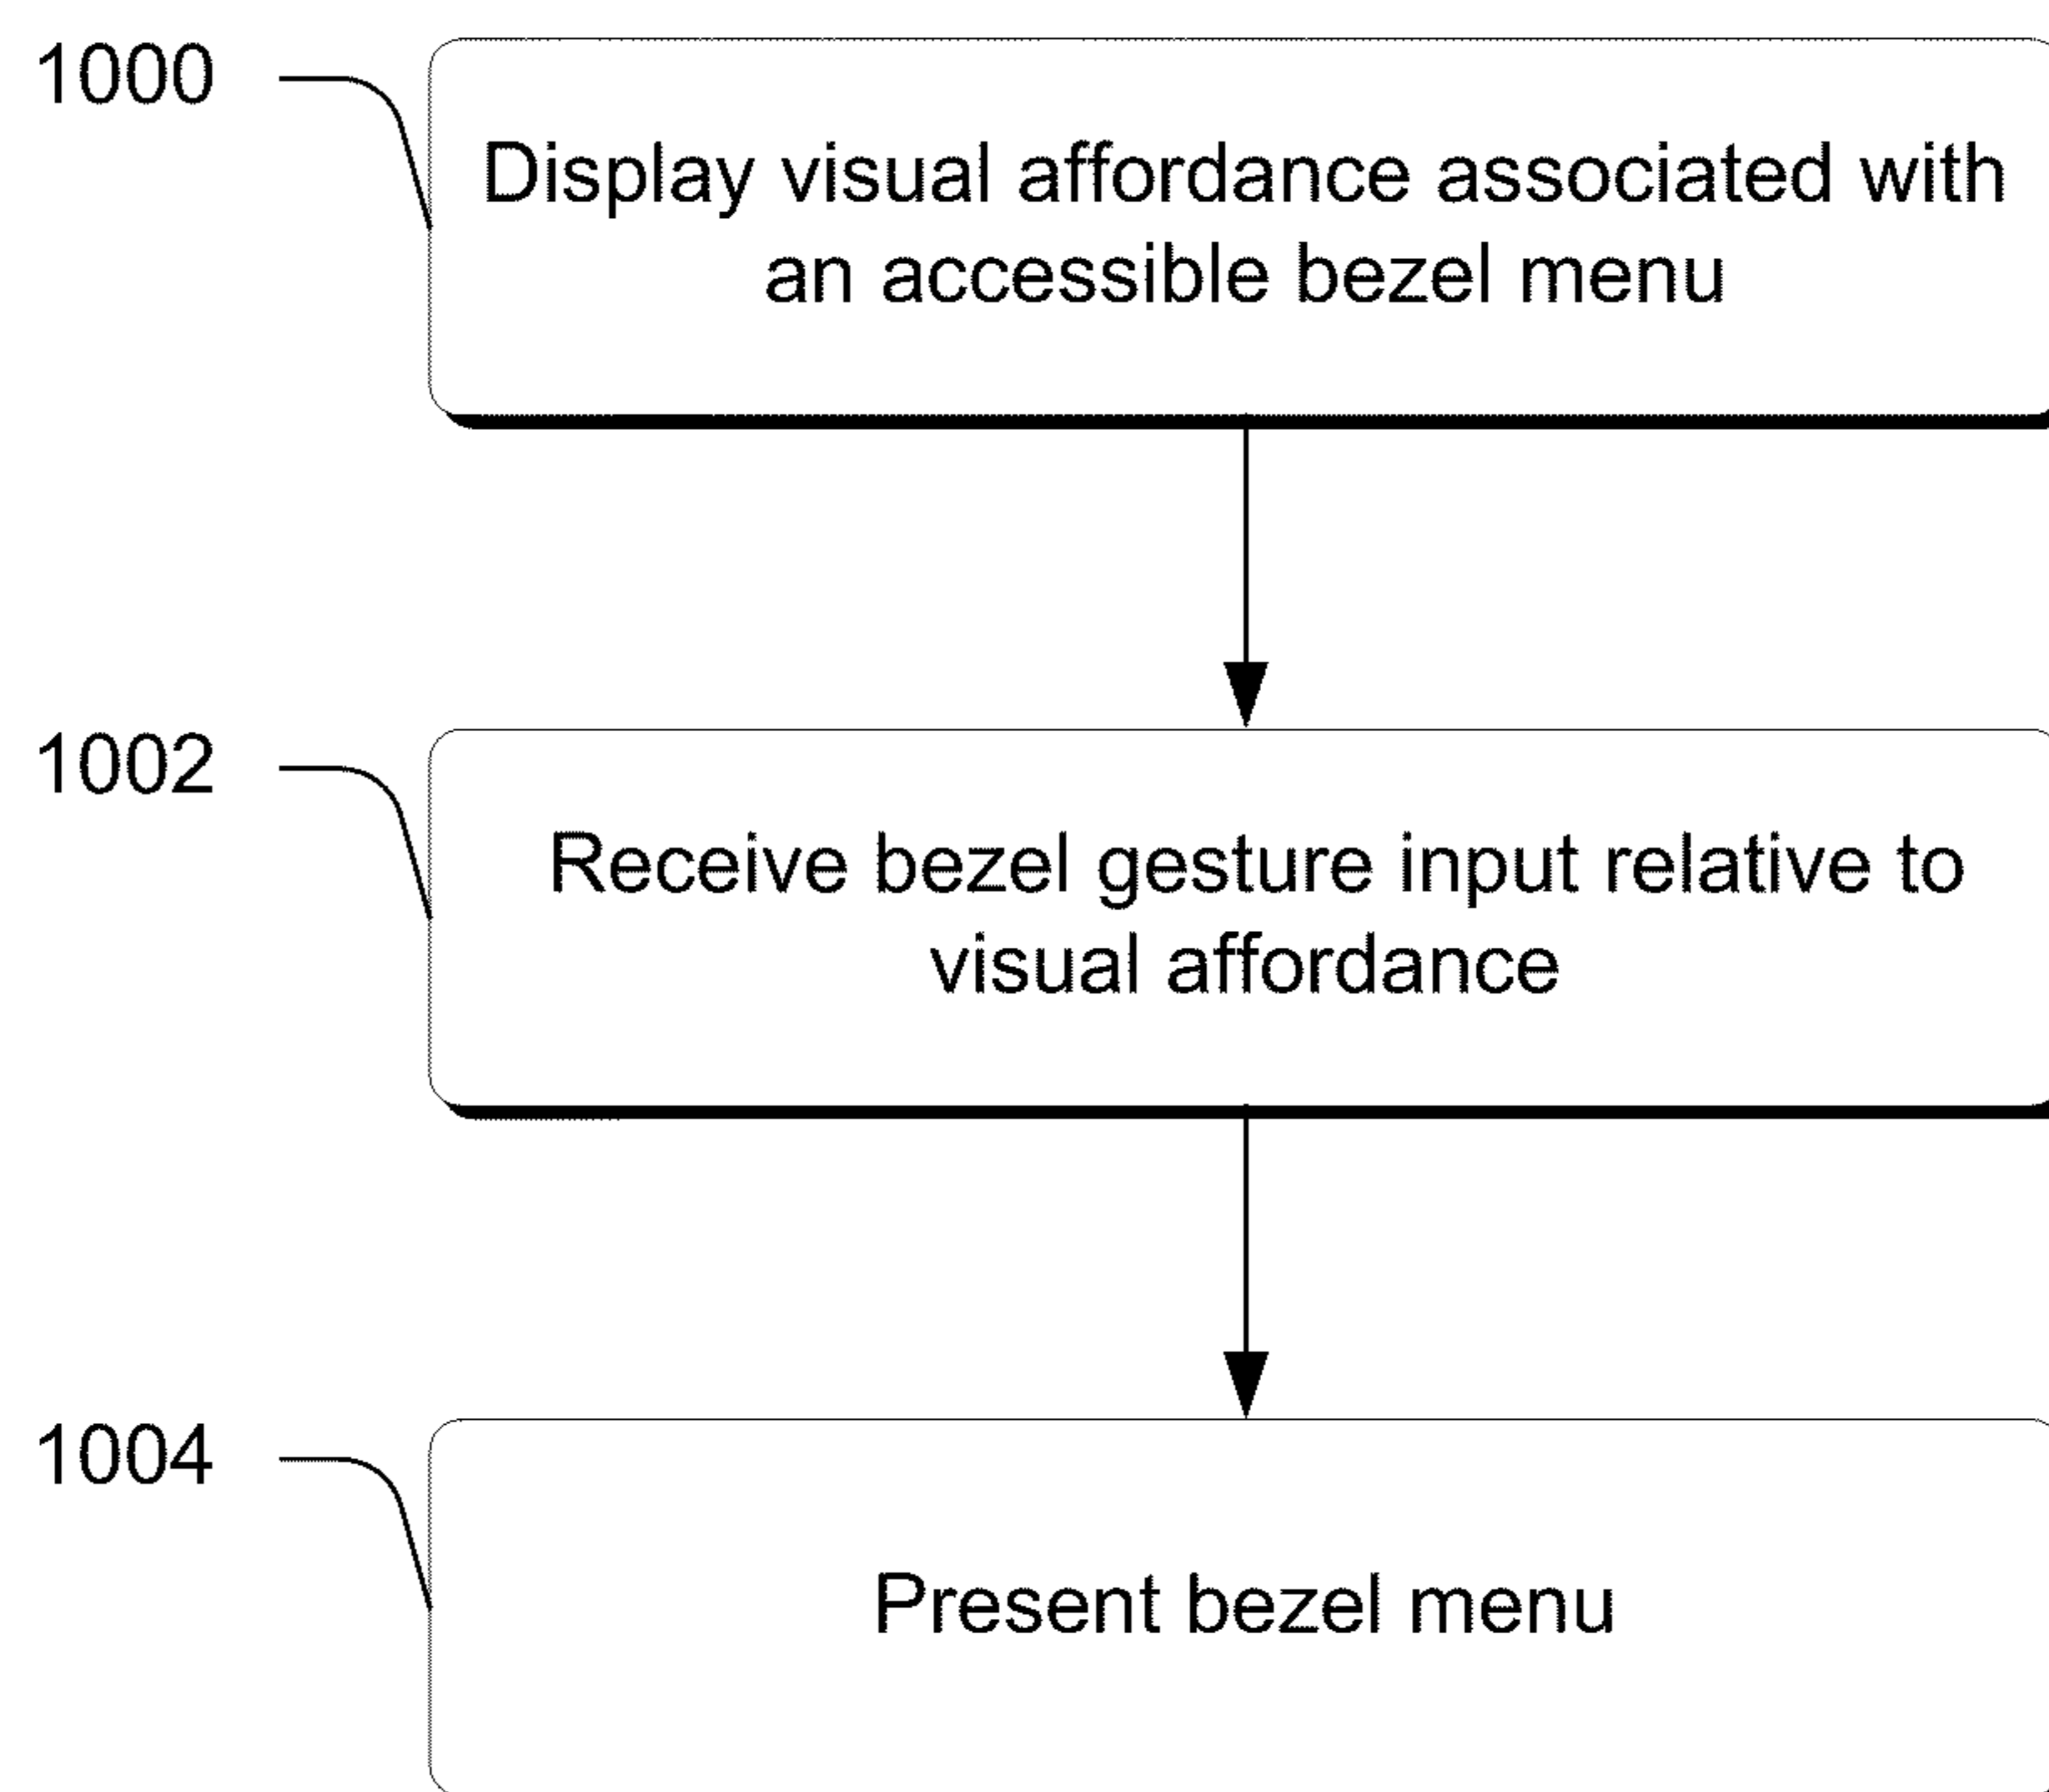 1000
Display visual affordance associated with
an accessible bezel menu
1002
Receive bezel gesture input relative to
visual affordance
1004
Present bezel menu